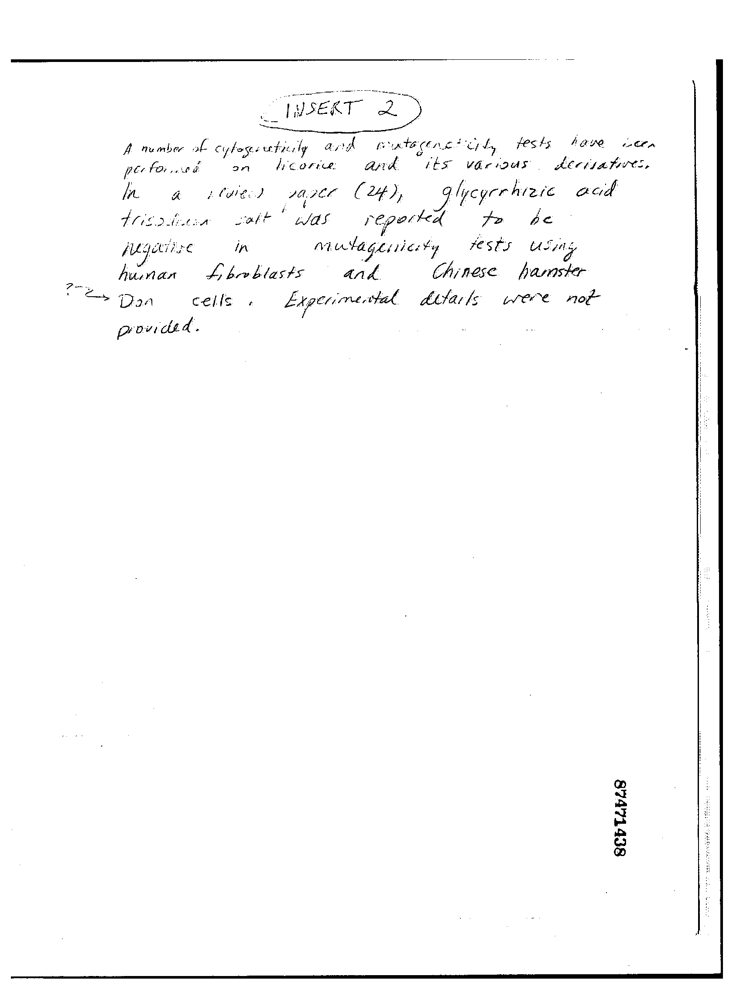 INSERT 2
A number of cytogeneticity and mutagenicity tests have been
performed on licorice and its various derivatives.
In a review paper (24), glycyrrhizic acid
trisodium salt was reported to be
negative in mutagenicity tests using
human fibroblasts and Chinese hamster
?→ Don cells. Experimental details were not
provided.
87471438